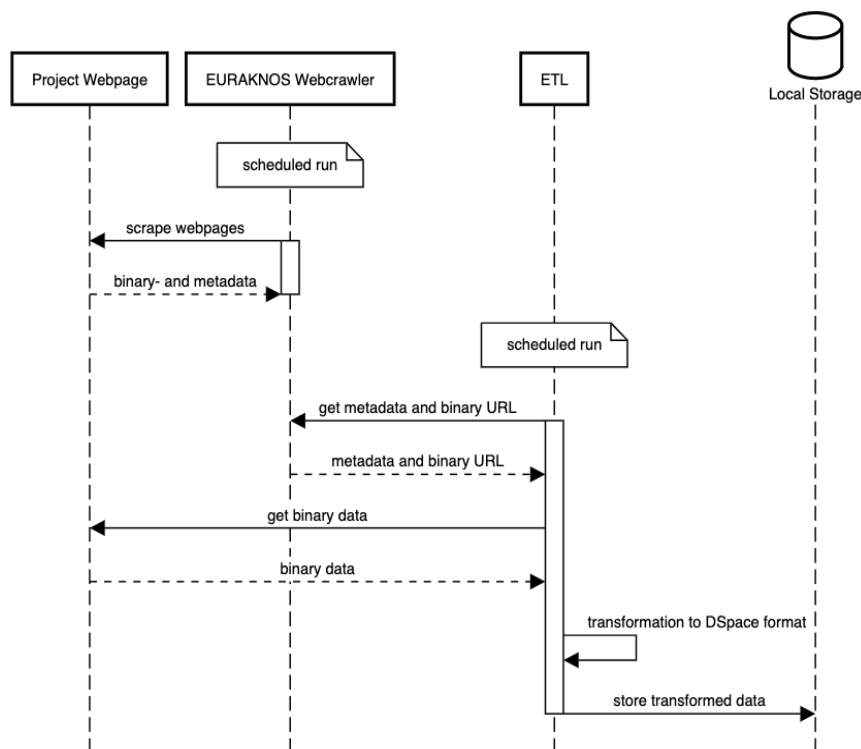 Project Webpage
EURAKNOS Webcrawler
ETL
Local Storage
scheduled run
scrape webpages
binary- and metadata
scheduled run
get metadata and binary URL
metadata and binary URL
get binary data
binary data
transformation to DSpace format
store transformed data